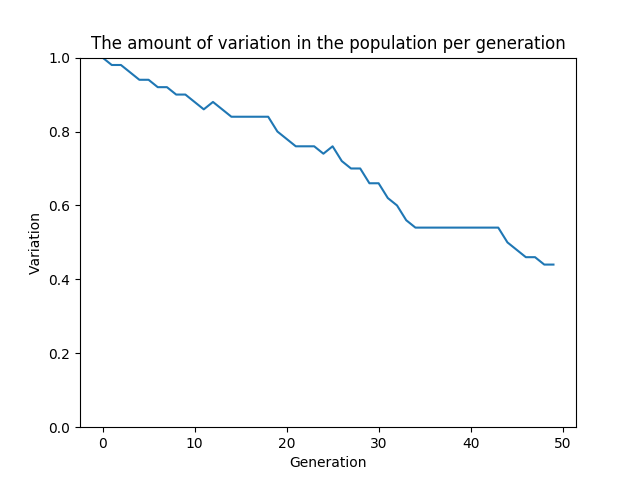 The amount of variation in the population per generation
1.0
0.8
0.6
0.4
0.2
0.0
Variation
0 10 20 30 40 50
Generation